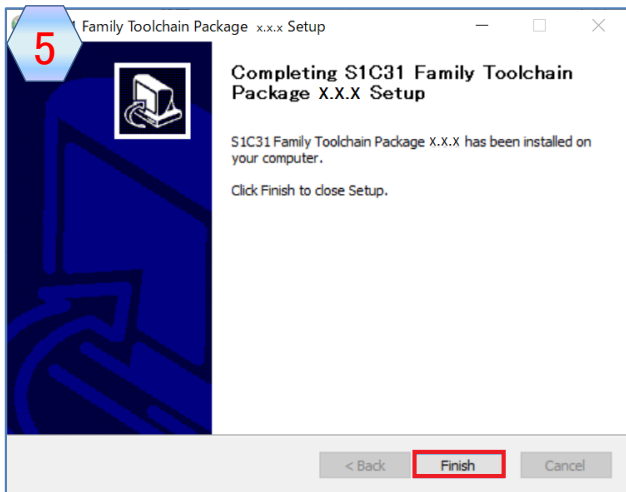 5
1 Family Toolchain Package x.x.x Setup
Completing S1C31 Family Toolchain
Package X.X.X Setup
S1C31 Family Toolchain Package X.X.X has been installed on
your computer.
Click Finish to close Setup.
< Back Finish Cancel